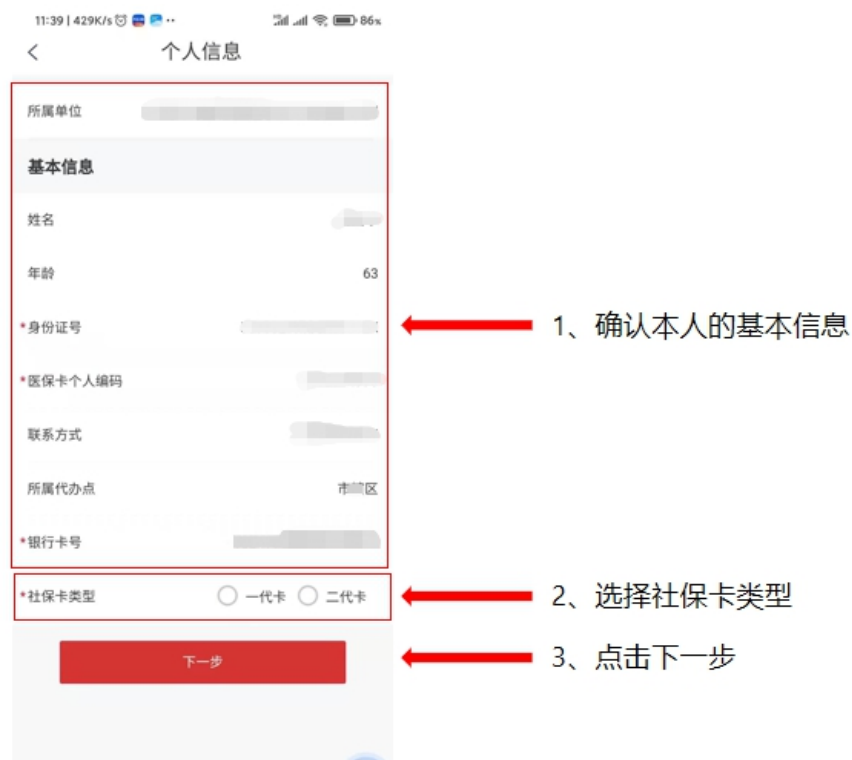 11:39 | 429K/s
86%
个人信息
所属单位
基本信息
姓名
年龄 63
*身份证号
1、确认本人的基本信息
*医保卡个人编码
联系方式
所属代办点 市 区
*银行卡号
*社保卡类型 一代卡 二代卡
2、选择社保卡类型
下一步
3、点击下一步